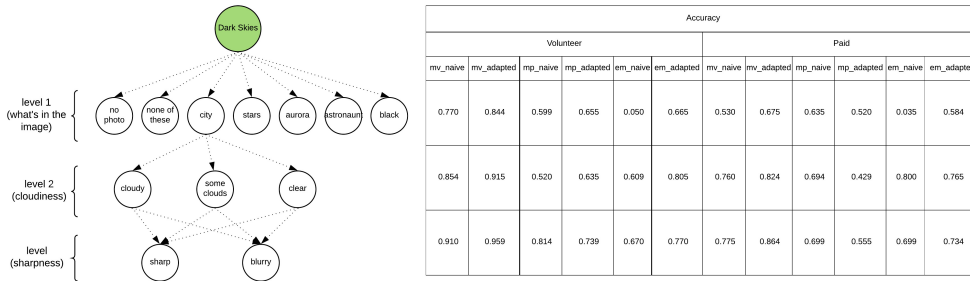 Dark Skies
level 1
(what's in the
image)
no
photo
none of
these
city
stars
aurora
astronaunt
black
level 2
(cloudiness)
cloudy
some
clouds
clear
level
(sharpness)
sharp
blurry
Accuracy
Volunteer Paid
mv_naive mv_adapted mp_naive mp_adapted em_naive em_adapted mv_naive mv_adapted mp_naive mp_adapted em_naive em_adapte
0.770 0.844 0.599 0.655 0.050 0.665 0.530 0.675 0.635 0.520 0.035 0.584
0.854 0.915 0.520 0.635 0.609 0.805 0.760 0.824 0.694 0.429 0.800 0.765
0.910 0.959 0.814 0.739 0.670 0.770 0.775 0.864 0.699 0.555 0.699 0.734